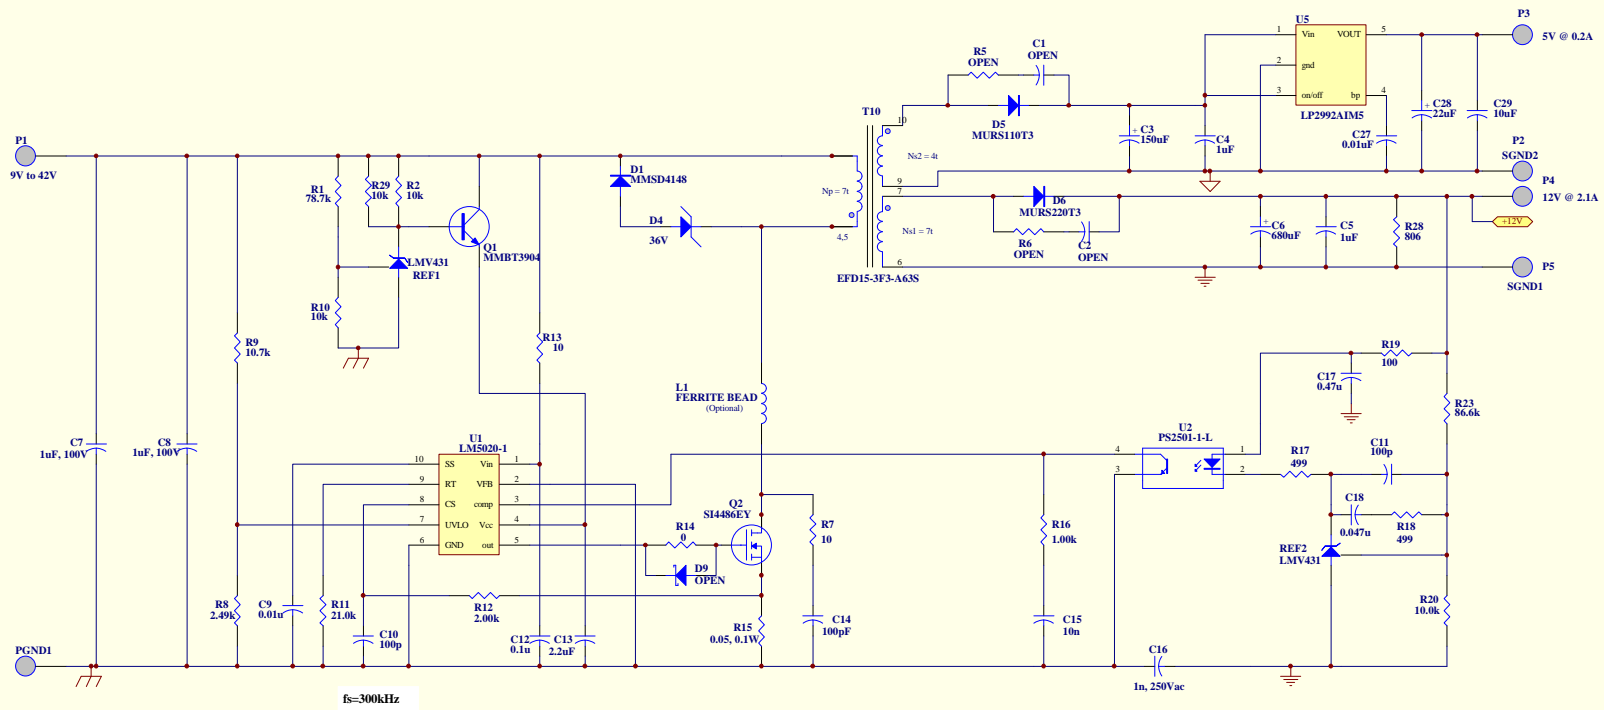 P1
9V to 42V
C7
1uF, 100V
C8
1uF, 100V
R9
10.7k
R8
2.49k
PGND1
R1
78.7k
R29
10k
R2
10k
LMV431
REF1
R10
10k
Q1
MMBT3904
R13
10
D1
MMSD4148
D4
36V
L1
FERRITE BEAD
(Optional)
U1
LM5020-1
10
SS
Vin
1
9
RT
VFB
2
8
CS
comp
3
7
UVLO
Vcc
4
6
GND
out
5
C9
0.01u
R11
21.0k
C10
100p
R12
2.00k
C12
0.1u
C13
2.2uF
R14
0
D9
OPEN
Q2
SI4486EY
R15
0.05, 0.1W
R7
10
C14
100pF
fs=300kHz
T10
Np = 7t
4,5
Ns2 = 4t
10
9
7
Ns1 = 7t
6
EFD15-3F3-A63S
R5
OPEN
C1
OPEN
D5
MURS110T3
C3
+
150uF
C4
1uF
U5
1
Vin
VOUT
5
2
gnd
3
on/off
bp
4
LP2992AIM5
C27
0.01uF
C28
+
22uF
C29
10uF
P3
5V @ 0.2A
P2
SGND2
P4
12V @ 2.1A
+12V
P5
SGND1
D6
MURS220T3
R6
OPEN
C2
OPEN
C6
+
680uF
C5
1uF
R28
806
R19
100
C17
0.47u
R23
86.6k
U2
PS2501-1-L
4
1
3
2
R17
499
C11
100p
C18
0.047u
R18
499
REF2
LMV431
R20
10.0k
R16
1.00k
C15
10n
C16
1n, 250Vac